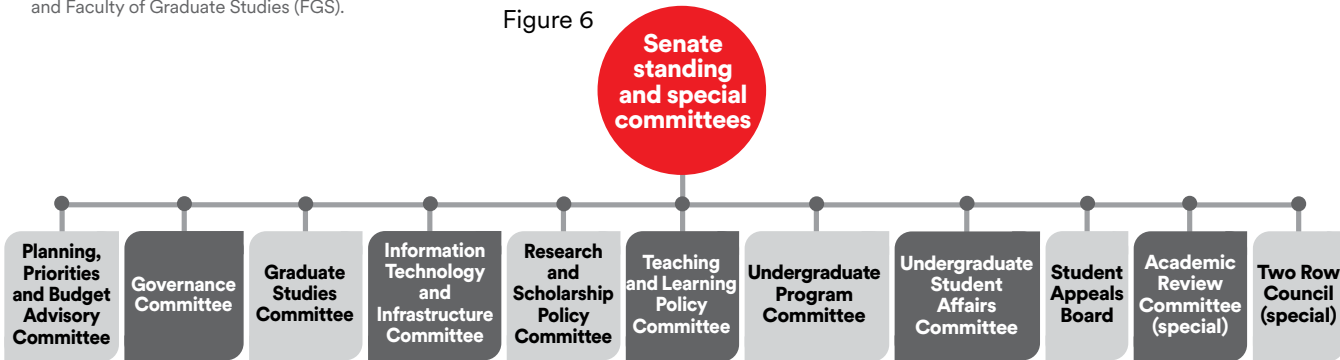 and Faculty of Graduate Studies (FGS).
Figure 6
Senate
standing
and special
committees
Planning,
Priorities
and Budget
Advisory
Committee
Governance
Committee
Graduate
Studies
Committee
Information
Technology
and
Infrastructure
Committee
Research
and
Scholarship
Policy
Committee
Teaching
and Learning
Policy
Committee
Undergraduate
Program
Committee
Undergraduate
Student
Affairs
Committee
Student
Appeals
Board
Academic
Review
Committee
(special)
Two Row
Council
(special)